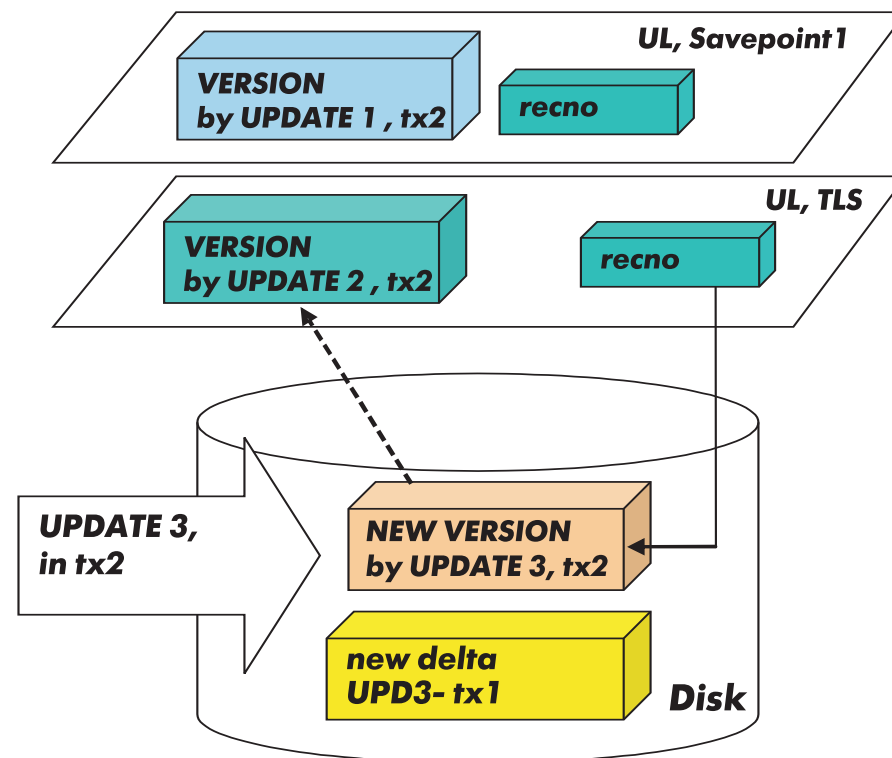 UL, Savepoint1
VERSION
by UPDATE 1 , tx2
recno
UL, TLS
VERSION
by UPDATE 2 , tx2
recno
UPDATE 3,
in tx2
NEW VERSION
by UPDATE 3, tx2
new delta
UPD3- tx1
Disk